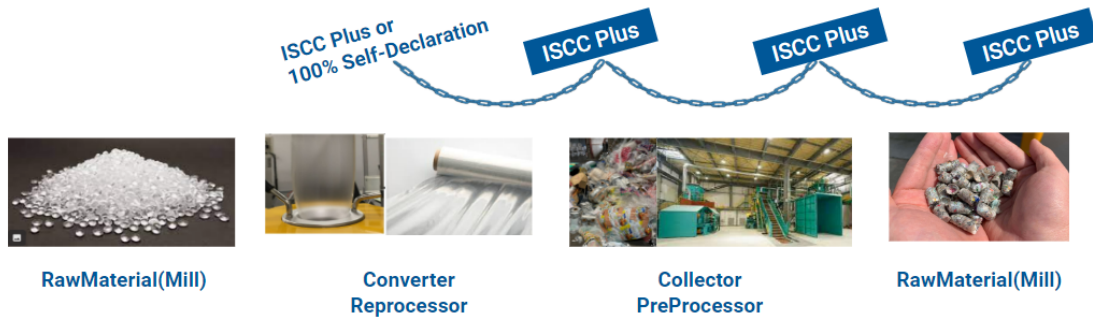 ISCC Plus or
100% Self-Declaration
ISCC Plus
ISCC Plus
ISCC Plus
RawMaterial(Mill)
Converter
Reprocessor
Collector
PreProcessor
RawMaterial(Mill)